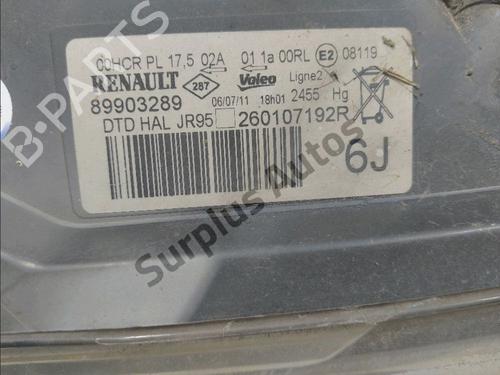 00HCR PL 17,5 02A 01 1a 00RL E2 08119
RENAULT 287 Valeo Ligne2
89903289 06/07/11 18h01 2455 Hg
DTD HAL JR95 260107192R
6J
B-PARTS
Surplus Autos